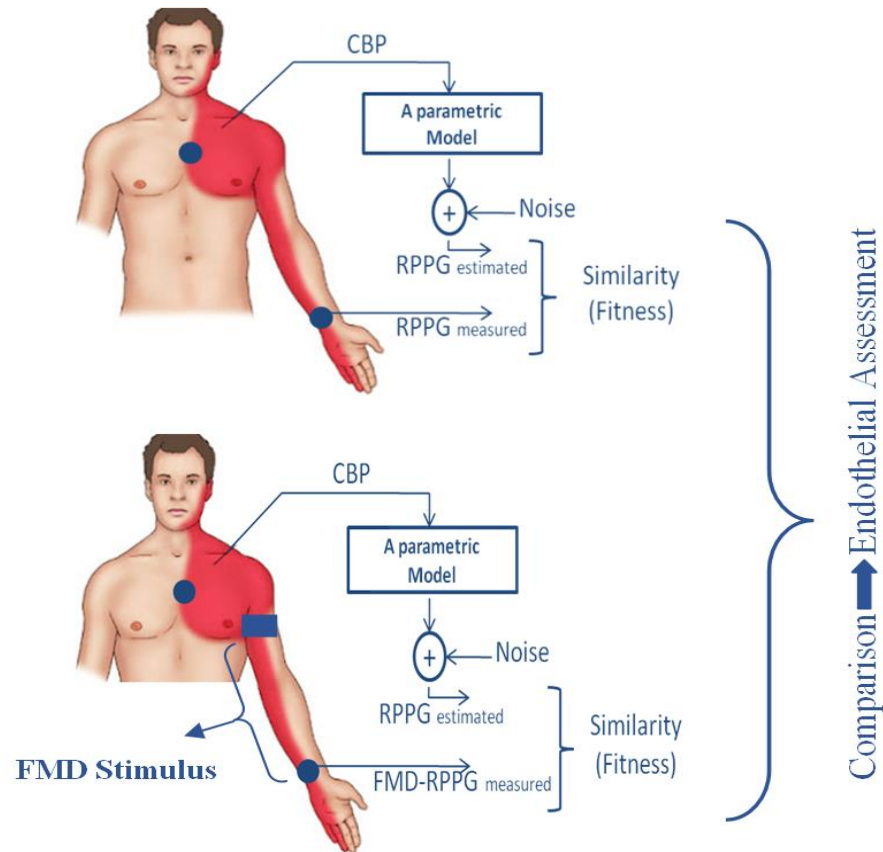 CBP
A parametric
Model
+
Noise
RPPG estimated
RPPG measured
Similarity
(Fitness)
CBP
A parametric
Model
+
Noise
RPPG estimated
FMD Stimulus
FMD-RPPG measured
Similarity
(Fitness)
Comparison Endothelial Assessment